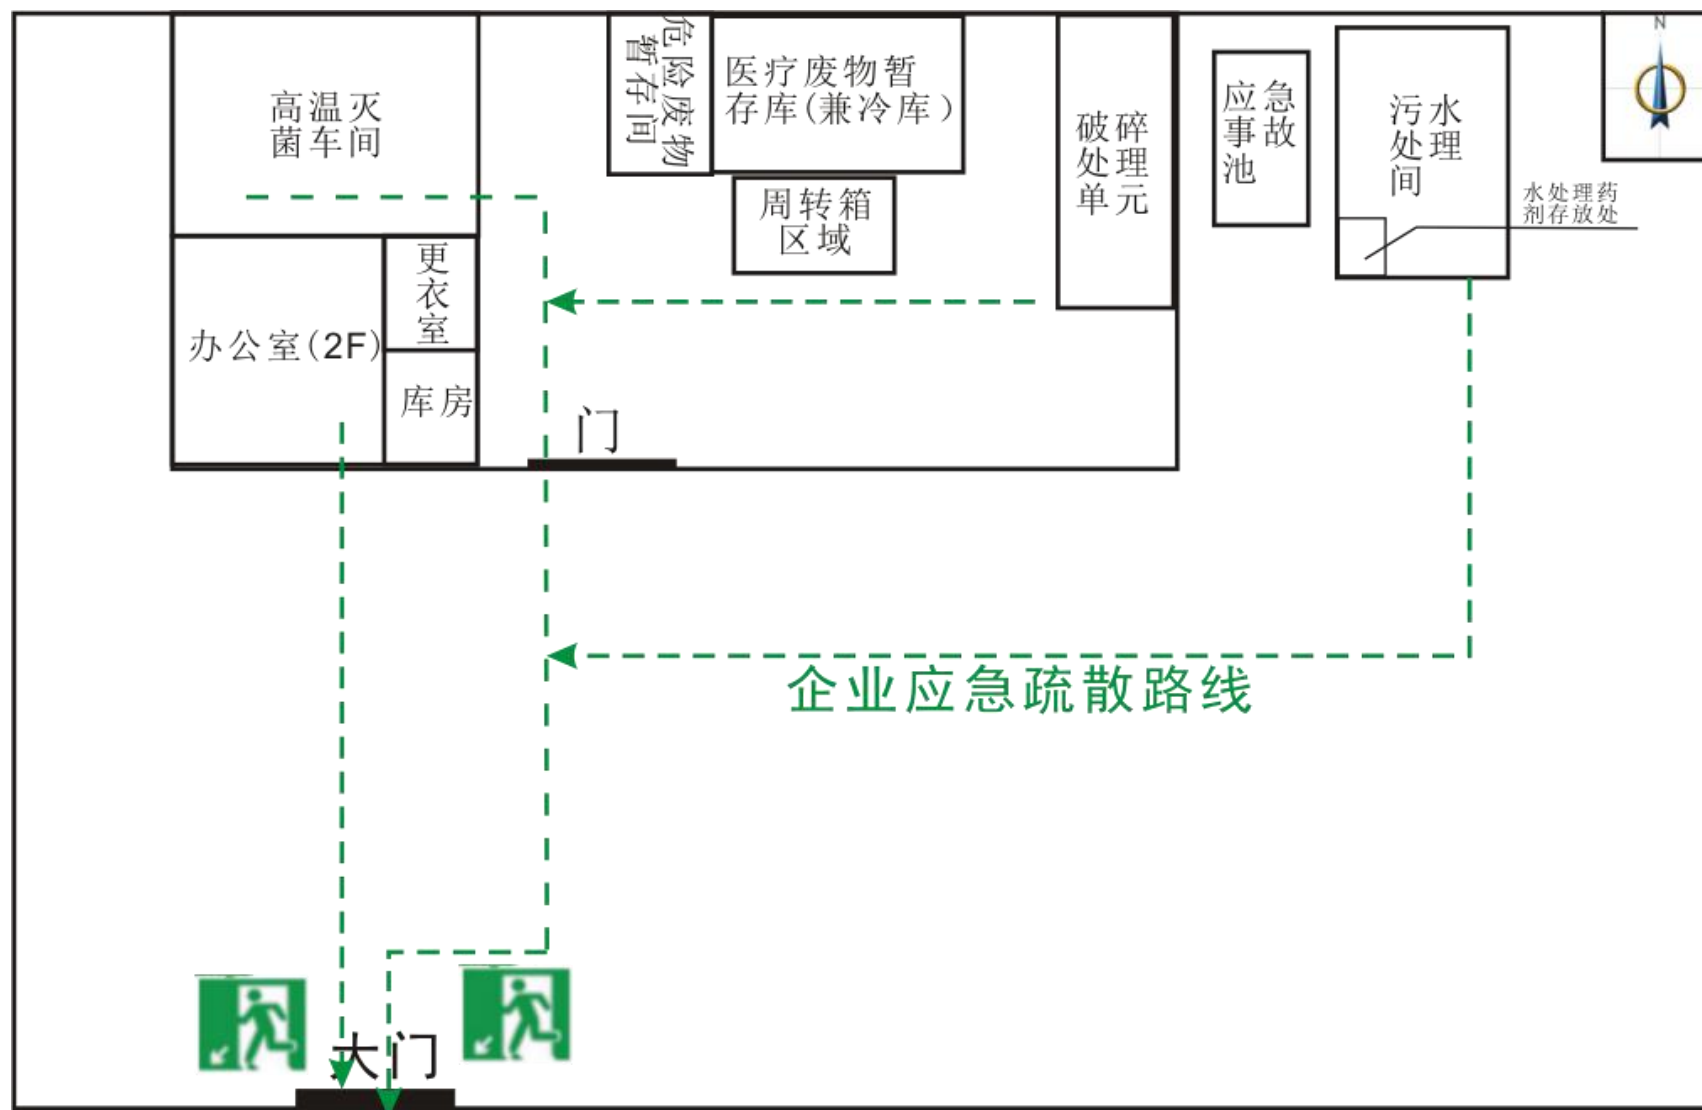 高温灭
菌车间
危险废物
暂存间
医疗废物暂
存库(兼冷库)
周转箱
区域
破碎
处理
单元
应急
事故
池
污水
处理
间
N
水处理药
剂存放处
更
衣
室
办公室(2F)
库房
门
企业应急疏散路线
大门